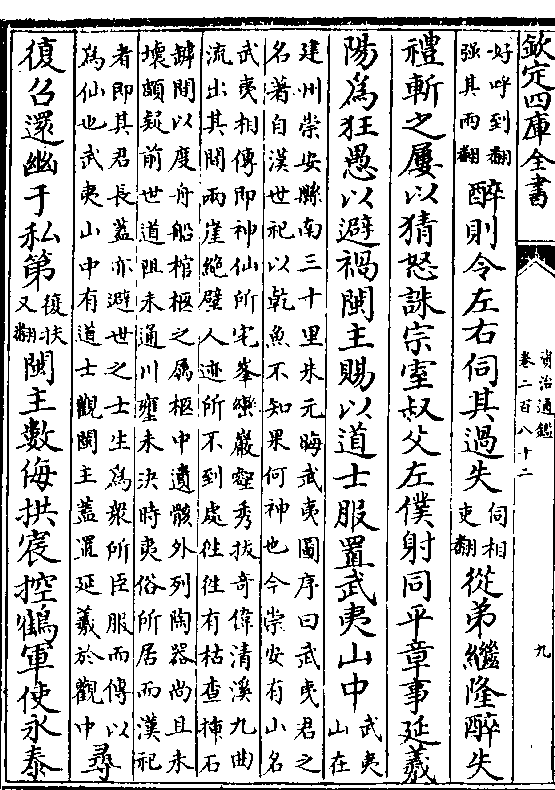 欽定四庫全書
資治通鑑
卷二百八十二
九
好呼到翻
強其兩翻
醉則令左右伺其過失
伺相
吏翻
從弟繼隆醉失
禮斬之屢以猜怒誅宗室叔父左僕射同平章事延羲
陽為狂愚以避禍閩主賜以道士服置武夷山中
武夷
山在
建州崇安縣南三十里朱元晦武夷圖序曰武夷君之
名著自漢世祀以乾魚不知果何神也今崇安有小名
武夷相傳即神仙所宅峯巒巖壑秀拔奇偉清溪九曲
流出其間兩崖絶壁人迹所不到處徃徃有枯查揷石
罅間以庋舟船棺柩之屬柩中遺骸外列陶器尚且未
壞頗疑前世道阻未通川壅未決時夷俗所居而漢祀
者即其君長蓋亦避世之士生為衆所臣服而傳以
為仙也武夷山中有道士觀閩主蓋置延羲於觀中
尋
復召還幽于私第
復扶
又翻
閩主數侮拱宸控鶴軍使永泰